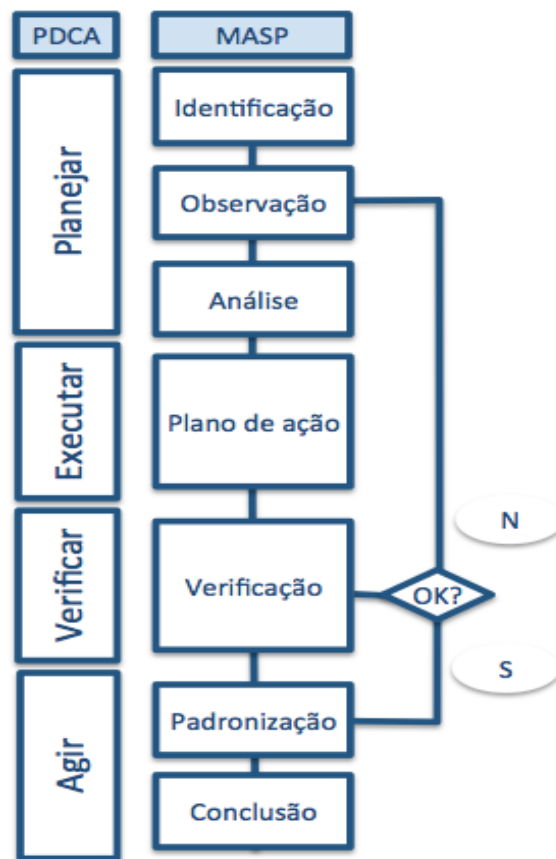 PDCA
MASP
Planejar
Identificação
Observação
Análise
Executar
Plano de ação
N
Verificar
Verificação
OK?
S
Agir
Padronização
Conclusão